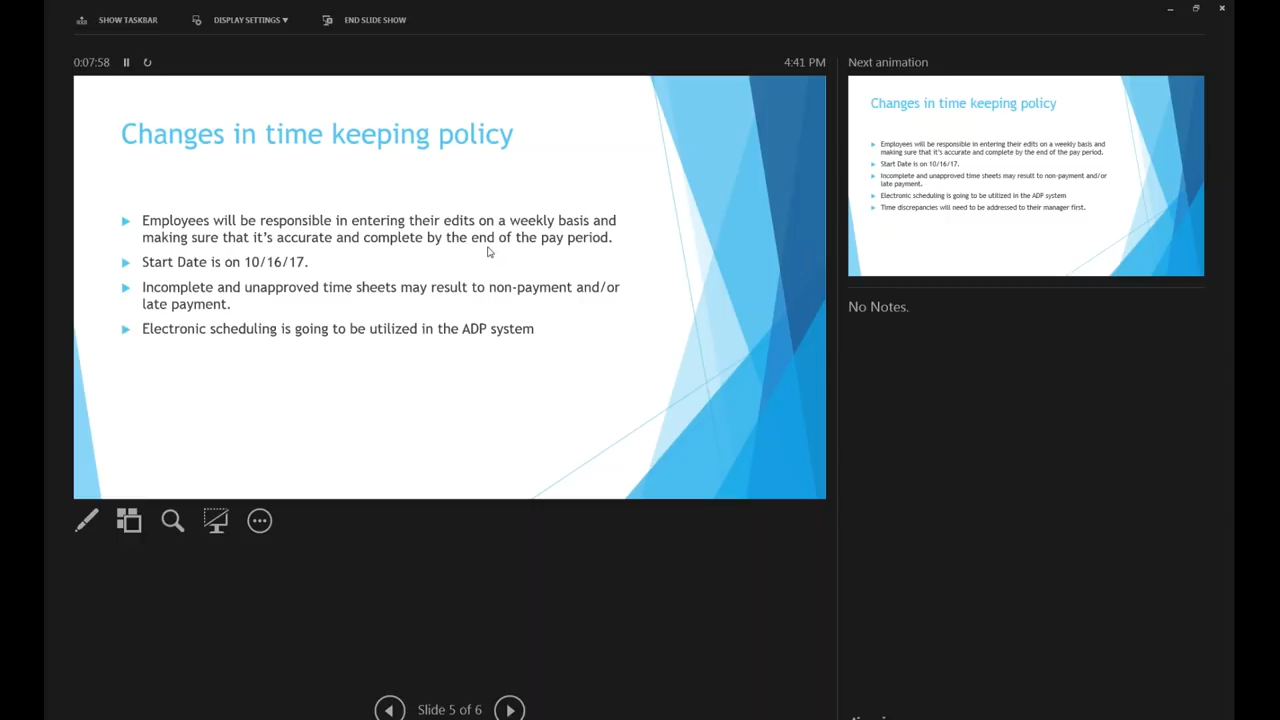 SHOW TASKBAR DISPLAY SETTINGS ▼ END SLIDE SHOW
0:07:58 4:41 PM
Changes in time keeping policy
Employees will be responsible in entering their edits on a weekly basis and
making sure that it's accurate and complete by the end of the pay period.
Start Date is on 10/16/17.
Incomplete and unapproved time sheets may result to non-payment and/or
late payment.
Electronic scheduling is going to be utilized in the ADP system
Next animation
Changes in time keeping policy
Employees will be responsible in entering their edits on a weekly basis and
making sure that it's accurate and complete by the end of the pay period.
Start Date is on 10/16/17.
Incomplete and unapproved time sheets may result to non-payment and/or
late payment.
Electronic scheduling is going to be utilized in the ADP system
Time discrepancies will need to be addressed to their manager first.
No Notes.
Slide 5 of 6